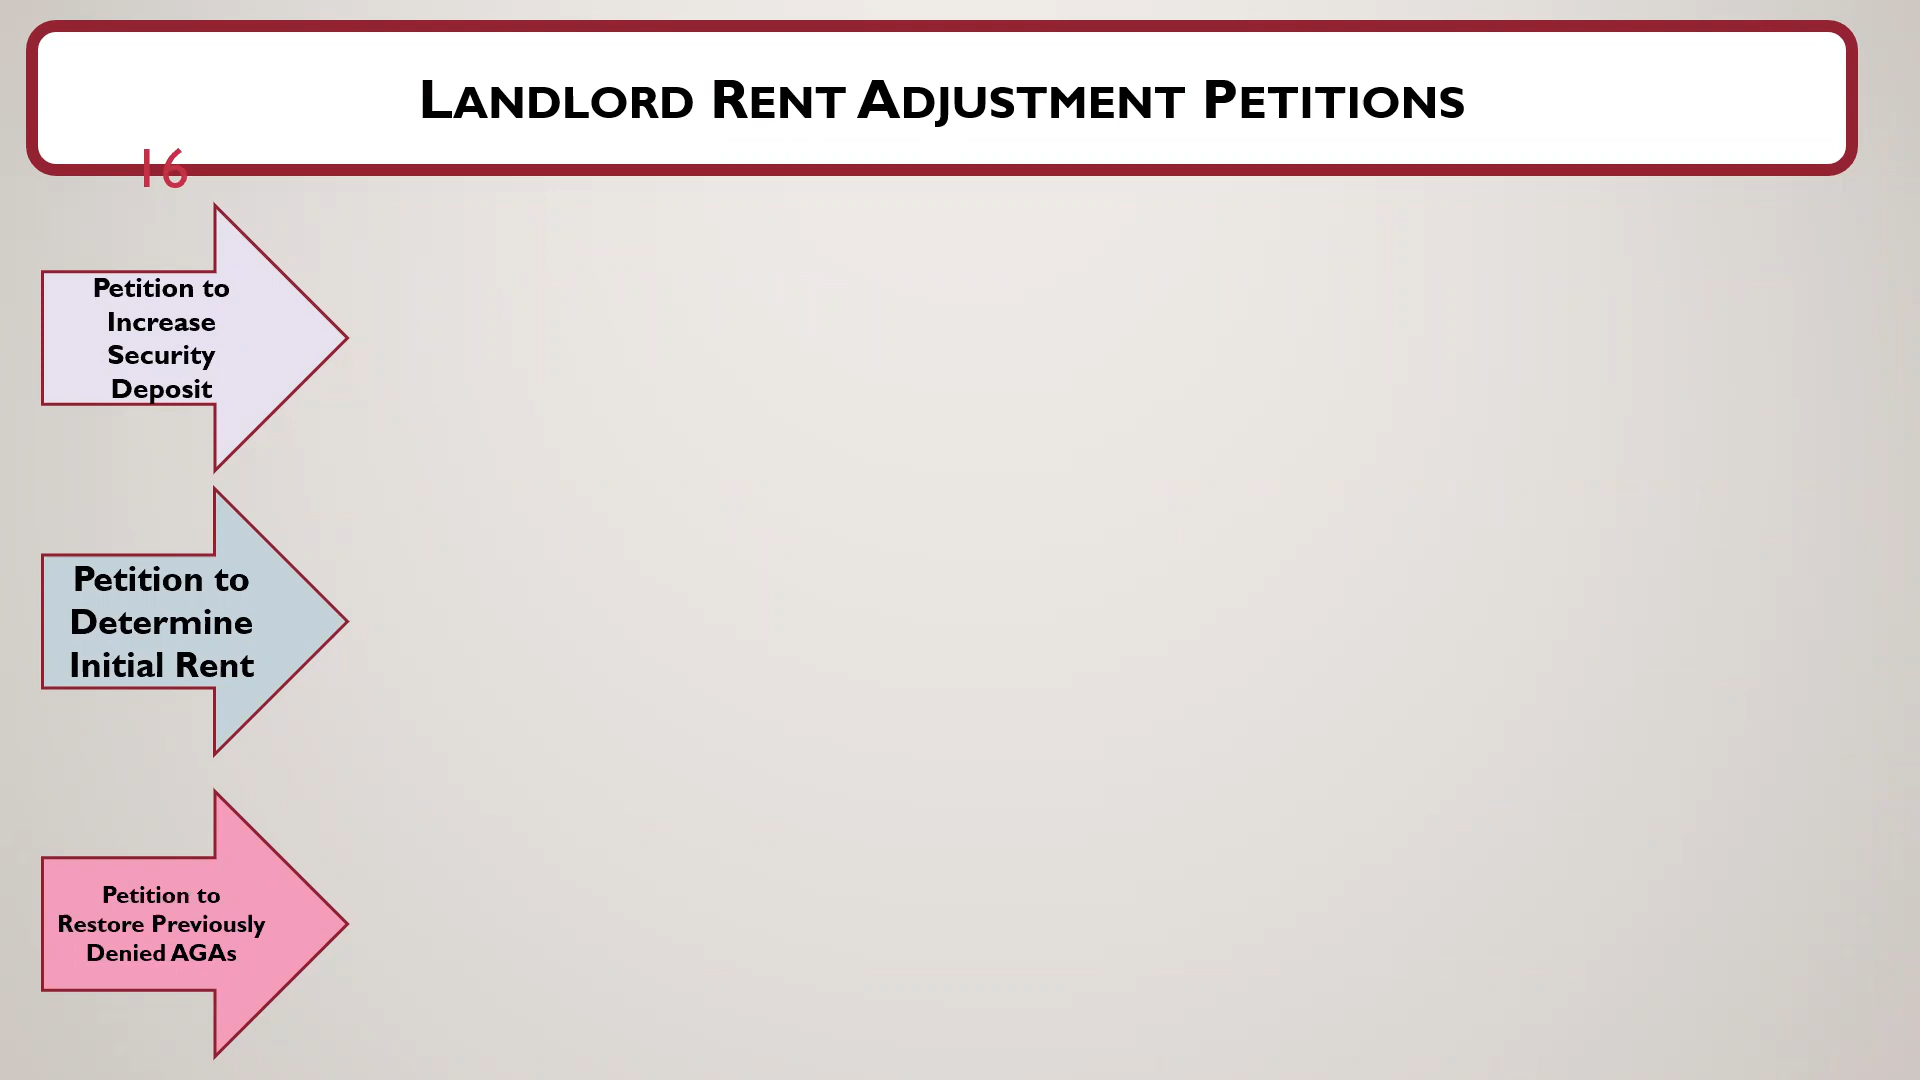 LANDLORD RENT ADJUSTMENT PETITIONS
16
Petition to
Increase
Security
Deposit
Petition to
Determine
Initial Rent
Petition to
Restore Previously
Denied AGAs